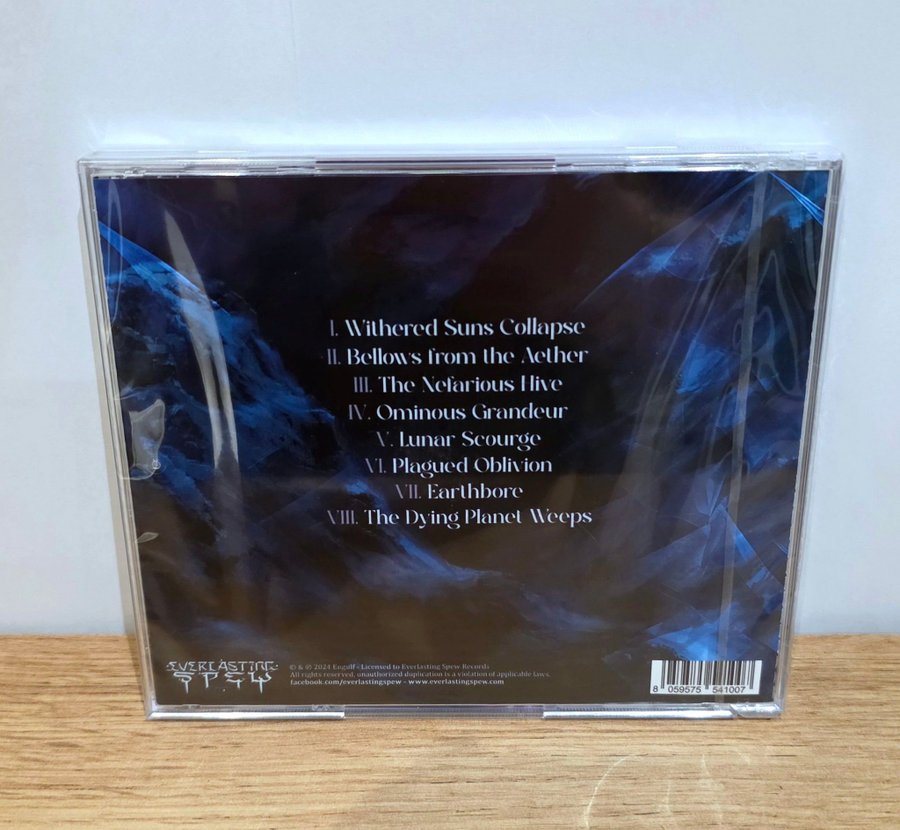 I. Withered Suns Collapse
II. Bellows from the Aether
III. The Nefarious Hive
IV. Ominous Grandeur
V. Lunar Scourge
VI. Plagued Oblivion
VII. Earthbore
VIII. The Dying Planet Weeps
EVERLASTING
SPEW
© & ℗ 2024 Engulf - Licensed to Everlasting Spew Records
All rights reserved, unauthorized duplication is a violation of applicable laws.
facebook.com/everlastingspew - www.everlastingspew.com
8 059575 541007